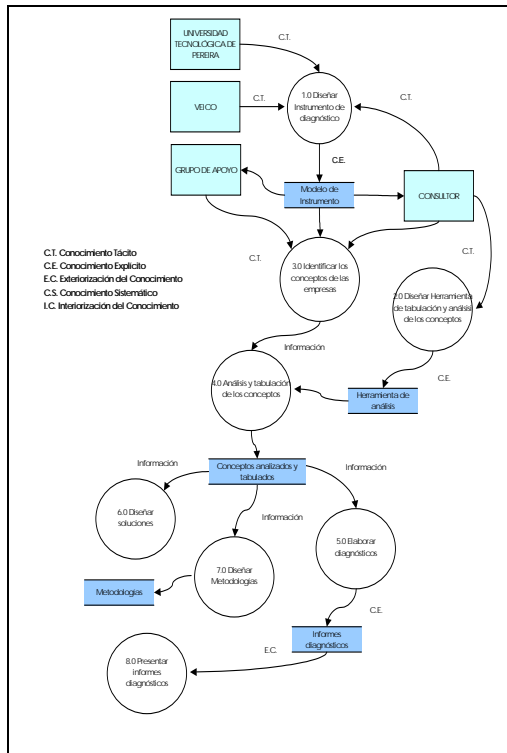 UNIVERSIDAD
TECNOLÓGICA DE
PEREIRA
C.T.
VEICO
C.T.
1.0 Diseñar
Instrumento de
diagnóstico
C.T.
GRUPO DE APOYO
C.E.
Modelo de
Instrumento
CONSULTOR
C.T. Conocimiento Tácito
C.E. Conocimiento Explícito
E.C. Exteriorización del Conocimiento
C.S. Conocimiento Sistemático
I.C. Interiorización del Conocimiento
C.T.
3.0 Identificar los
conceptos de las
empresas
C.T.
2.0 Diseñar Herramienta
de tabulación y análisis
de los conceptos
Información
C.E.
4.0 Análisis y tabulación
de los conceptos
Herramienta de
análisis
Información
Conceptos analizados y
tabulados
Información
6.0 Diseñar
soluciones
Información
5.0 Elaborar
diagnósticos
7.0 Diseñar
Metodologías
Metodologías
C.E.
Informes
diagnósticos
E.C.
8.0 Presentar
informes
diagnósticos